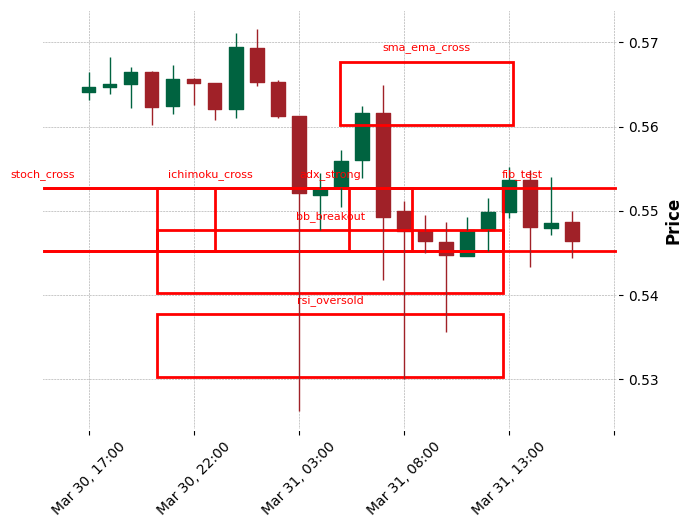 sma_ema_cross
stoch_cross
ichimoku_cross
adx_strong
fib_test
bb_breakout
rsi_oversold
0.57
0.56
0.55
0.54
0.53
Price
Mar 30, 17:00
Mar 30, 22:00
Mar 31, 03:00
Mar 31, 08:00
Mar 31, 13:00